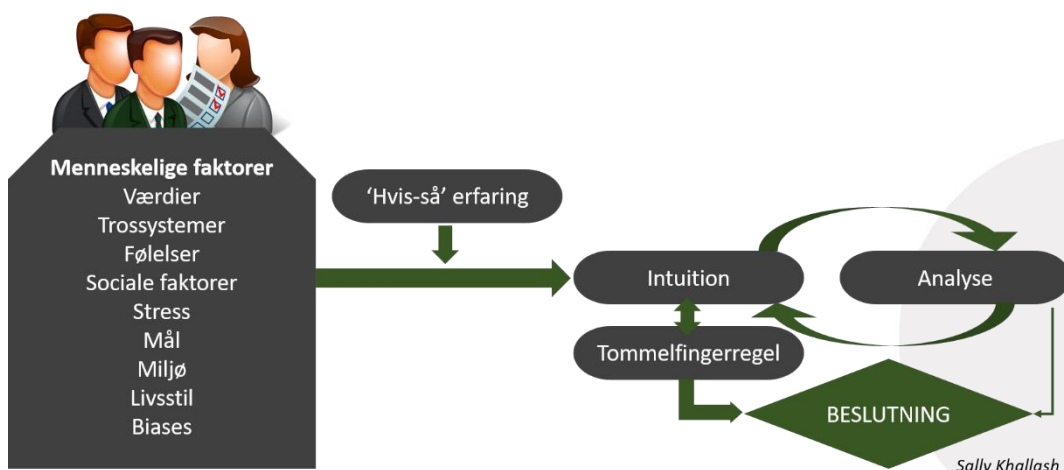 Menneskelige faktorer
Værdier
Trossystemer
Følelser
Sociale faktorer
Stress
Mål
Miljø
Livsstil
Biases
‘Hvis-så’ erfaring
Intuition
Analyse
Tommelfingerregel
BESLUTNING
Sally Khallash